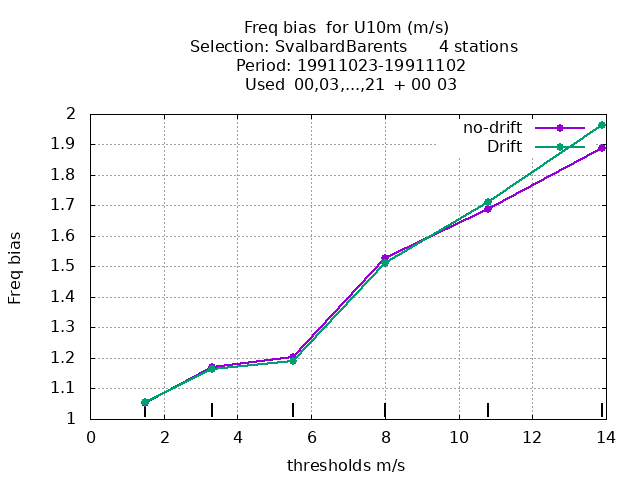 Freq bias  for U10m (m/s)
Selection: SvalbardBarents       4 stations
Period: 19911023-19911102
Used  00,03,...,21  + 00 03
no-drift
Drift
Freq bias
2
1.9
1.8
1.7
1.6
1.5
1.4
1.3
1.2
1.1
1
0 2 4 6 8 10 12 14
thresholds m/s